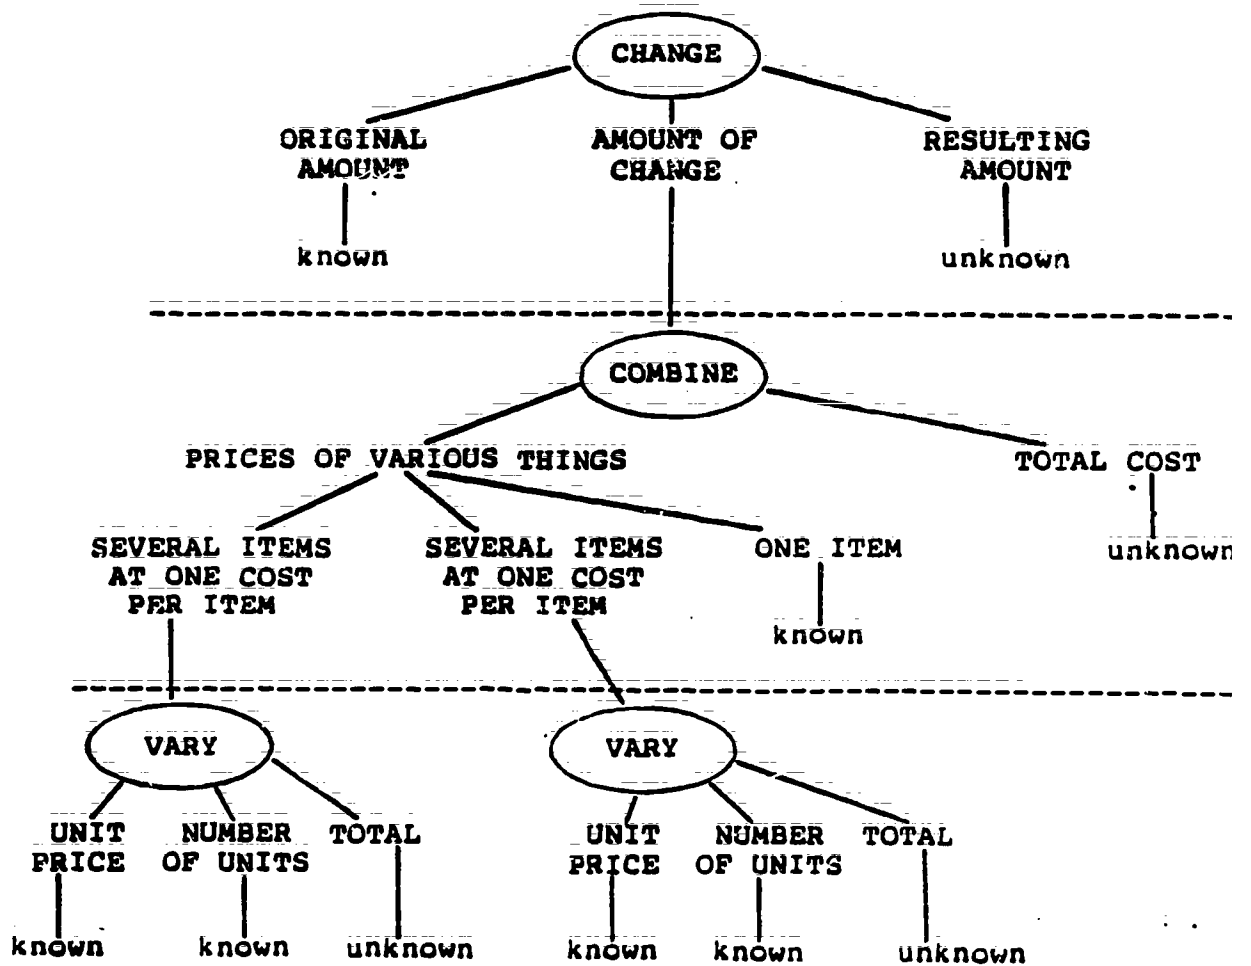 CHANGE
ORIGINAL AMOUNT OF RESULTING
AMOUNT CHANGE AMOUNT
known unknown
COMBINE
PRICES OF VARIOUS THINGS TOTAL COST
SEVERAL ITEMS SEVERAL ITEMS ONE ITEM unknown
AT ONE COST AT ONE COST
PER ITEM PER ITEM
known
VARY VARY
UNIT NUMBER TOTAL UNIT NUMBER TOTAL
PRICE OF UNITS PRICE OF UNITS
known known unknown known known unknown